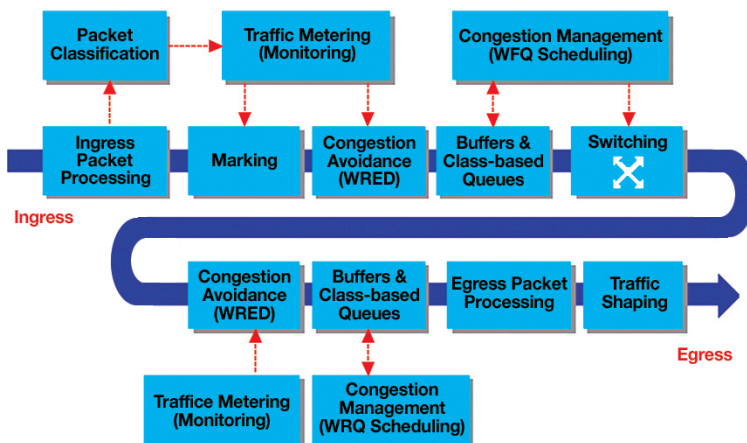 Packet
Classification
Traffic Metering
(Monitoring)
Congestion Management
(WFQ Scheduling)
Ingress
Packet
Processing
Marking
Congestion
Avoidance
(WRED)
Buffers &
Class-based
Queues
Switching
Ingress
Congestion
Avoidance
(WRED)
Buffers &
Class-based
Queues
Egress Packet
Processing
Traffic
Shaping
Egress
Traffice Metering
(Monitoring)
Congestion
Management
(WRQ Scheduling)